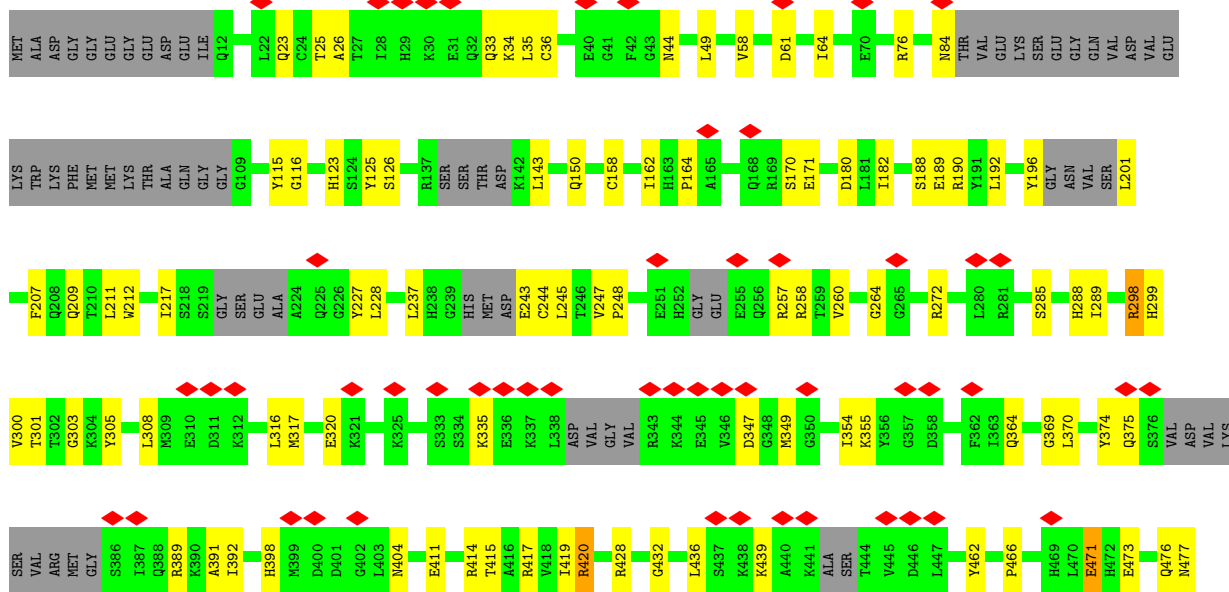 MET ALA ASP GLY GLY GLU GLY GLU ASP GLU ILE Q12 L22 Q23 C24 T25 A26 T27 I28 H29 K30 E31 Q32 Q33 K34 L35 C36 E40 G41 F42 G43 N44 L49 V58 D61 I64 E70 R76 N84 THR VAL GLU LYS SER GLU GLY GLN VAL ASP VAL GLU
LYS TRP LYS PHE MET MET LYS THR ALA GLN GLY GLY G109 Y115 G116 H123 S124 Y125 S126 R137 SER SER THR ASP K142 L143 Q150 C158 I162 H163 P164 A165 Q168 R169 S170 E171 D180 L181 I182 S188 E189 R190 Y191 L192 Y196 GLY ASN VAL SER L201
F207 Q208 Q209 T210 L211 W212 I217 S218 S219 GLY SER GLU ALA A224 Q225 G226 Y227 L228 L237 H238 G239 HIS MET ASP E243 C244 L245 T246 V247 P248 E251 H252 GLY GLU E255 Q256 R257 R258 T259 V260 G264 G265 R272 L280 R281 S285 H288 I289 R298 H299
V300 T301 T302 G303 K304 Y305 L308 M309 E310 D311 K312 L316 M317 E320 K321 K325 S333 S334 K335 E336 K337 L338 ASP VAL GLY VAL R343 K344 E345 V346 D347 G348 M349 G350 I354 K355 Y356 G357 D358 F362 I363 Q364 G369 L370 Y374 Q375 S376 VAL ASP VAL LYS
SER VAL ARG MET GLY S386 I387 Q388 R389 K390 A391 I392 H398 M399 D400 D401 G402 L403 N404 E411 R414 T415 A416 R417 V418 I419 R420 R428 G432 L436 S437 K438 K439 A440 K441 ALA SER T444 V445 D446 L447 Y462 P466 H469 L470 E471 H472 E473 Q476 N477